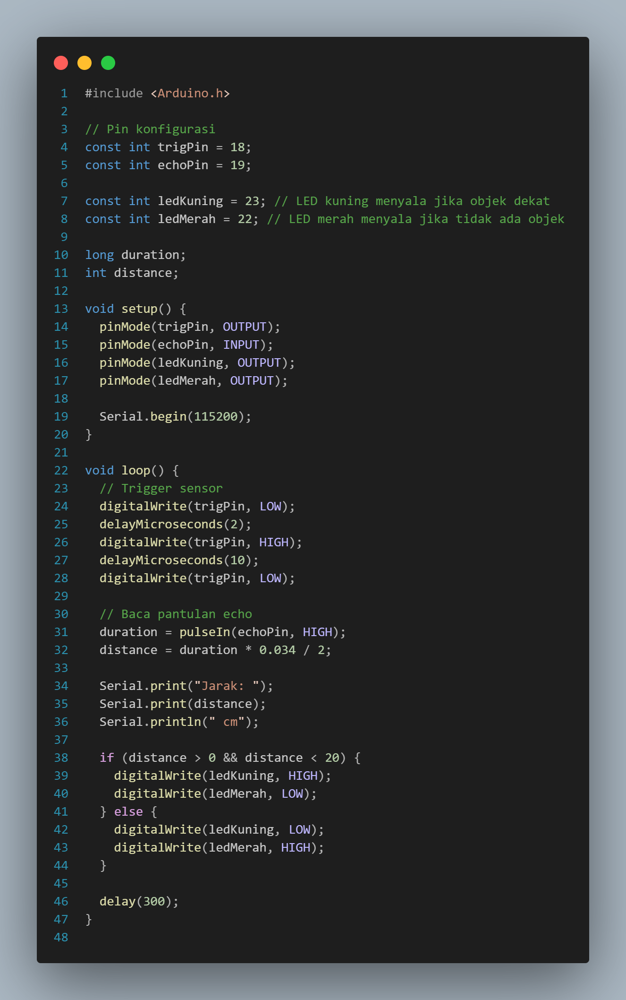 1 #include <Arduino.h>
2
3 // Pin konfigurasi
4 const int trigPin = 18;
5 const int echoPin = 19;
6
7 const int ledKuning = 23; // LED kuning menyala jika objek dekat
8 const int ledMerah = 22; // LED merah menyala jika tidak ada objek
9
10 long duration;
11 int distance;
12
13 void setup() {
14   pinMode(trigPin, OUTPUT);
15   pinMode(echoPin, INPUT);
16   pinMode(ledKuning, OUTPUT);
17   pinMode(ledMerah, OUTPUT);
18
19   Serial.begin(115200);
20 }
21
22 void loop() {
23   // Trigger sensor
24   digitalWrite(trigPin, LOW);
25   delayMicroseconds(2);
26   digitalWrite(trigPin, HIGH);
27   delayMicroseconds(10);
28   digitalWrite(trigPin, LOW);
29
30   // Baca pantulan echo
31   duration = pulseIn(echoPin, HIGH);
32   distance = duration * 0.034 / 2;
33
34   Serial.print("Jarak: ");
35   Serial.print(distance);
36   Serial.println(" cm");
37
38   if (distance > 0 && distance < 20) {
39     digitalWrite(ledKuning, HIGH);
40     digitalWrite(ledMerah, LOW);
41   } else {
42     digitalWrite(ledKuning, LOW);
43     digitalWrite(ledMerah, HIGH);
44   }
45
46   delay(300);
47 }
48